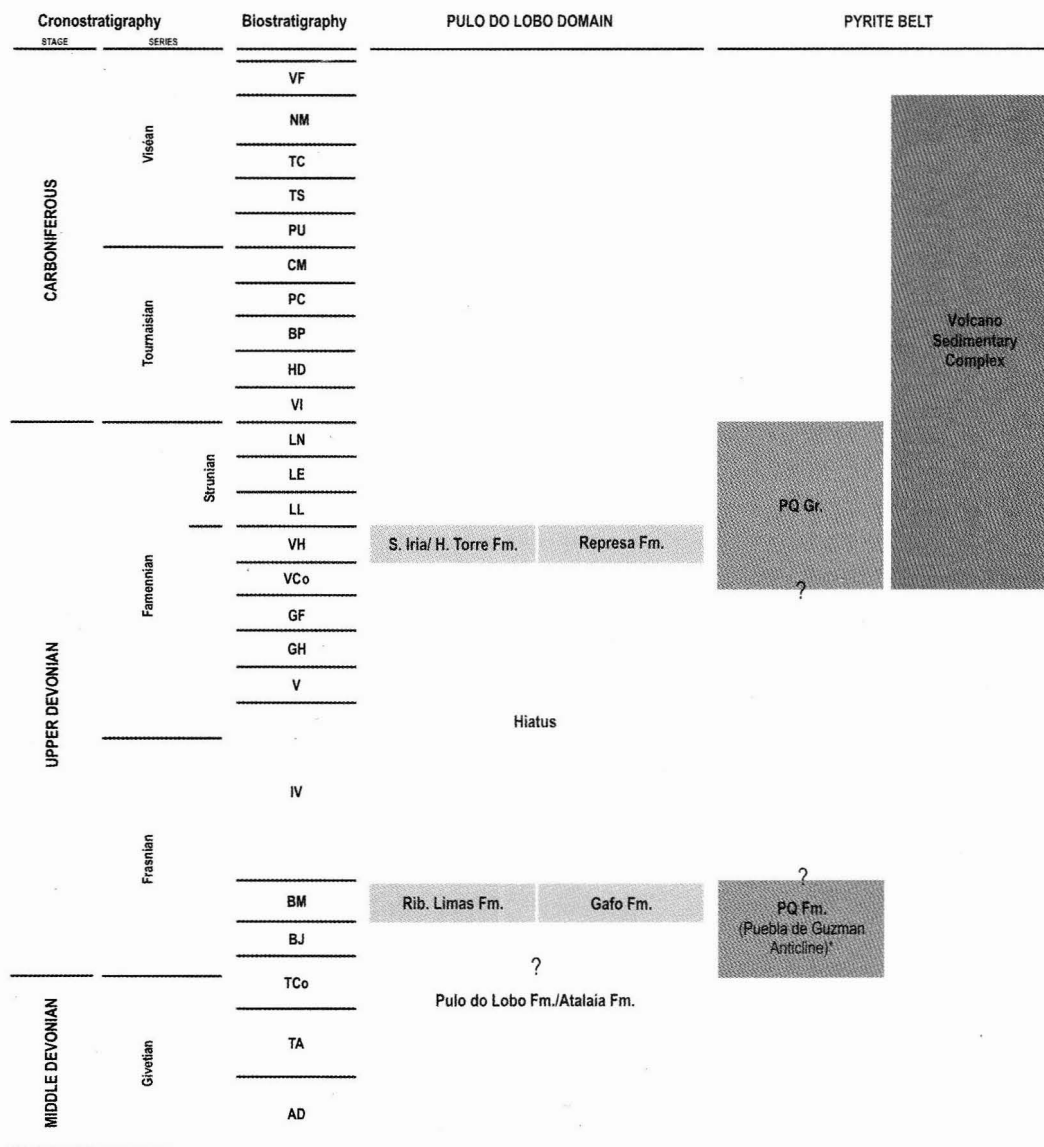 Cronostratigraphy
Biostratigraphy
PULO DO LOBO DOMAIN
PYRITE BELT
STAGE
SERIES
CARBONIFEROUS
UPPER DEVONIAN
MIDDLE DEVONIAN
Viséan
Tournaisian
Strunian
Famennian
Frasnian
Givetian
VF
NM
TC
TS
PU
CM
PC
BP
HD
VI
LN
LE
LL
VH
VCo
GF
GH
V
IV
BM
BJ
TCo
TA
AD
S. Iria/ H. Torre Fm.
Represa Fm.
Hiatus
Rib. Limas Fm.
Gafo Fm.
?
Pulo do Lobo Fm./Atalaia Fm.
PQ Gr.
?
?
PQ Fm.
(Puebla de Guzman
Anticline)*
Volcano
Sedimentary
Complex